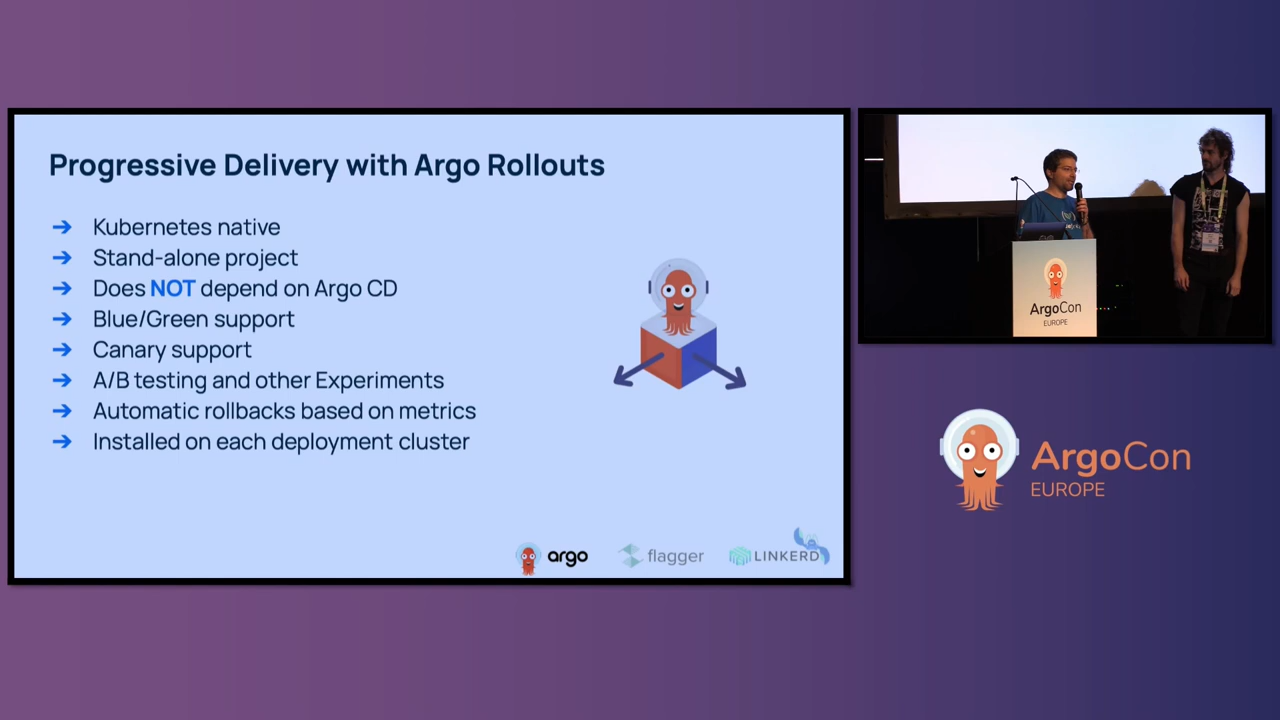 Progressive Delivery with Argo Rollouts
➔ Kubernetes native
➔ Stand-alone project
➔ Does NOT depend on Argo CD
➔ Blue/Green support
➔ Canary support
➔ A/B testing and other Experiments
➔ Automatic rollbacks based on metrics
➔ Installed on each deployment cluster
argo
flagger
LINKERD
ArgoCon
EUROPE
ArgoCon
EUROPE